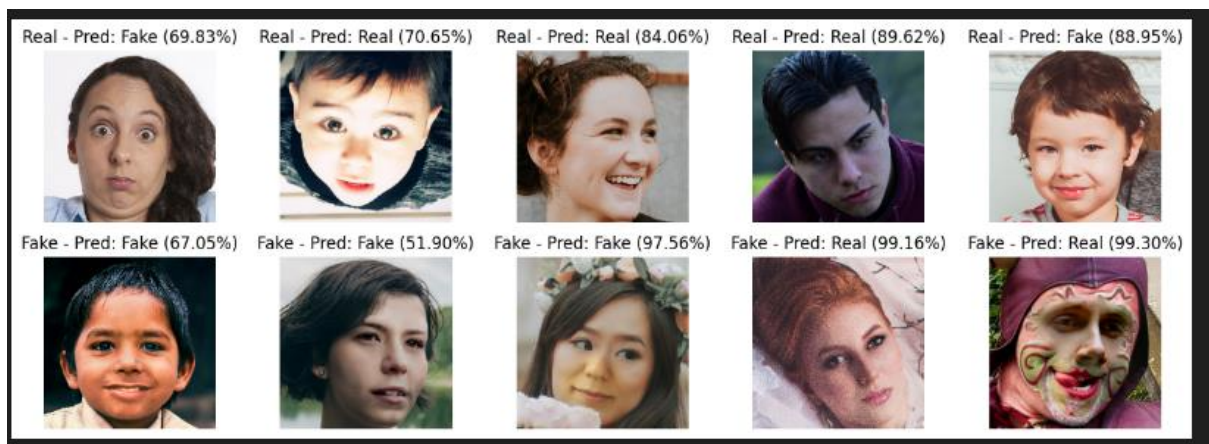 Real - Pred: Fake (69.83%)
Real - Pred: Real (70.65%)
Real - Pred: Real (84.06%)
Real - Pred: Real (89.62%)
Real - Pred: Fake (88.95%)
Fake - Pred: Fake (67.05%)
Fake - Pred: Fake (51.90%)
Fake - Pred: Fake (97.56%)
Fake - Pred: Real (99.16%)
Fake - Pred: Real (99.30%)